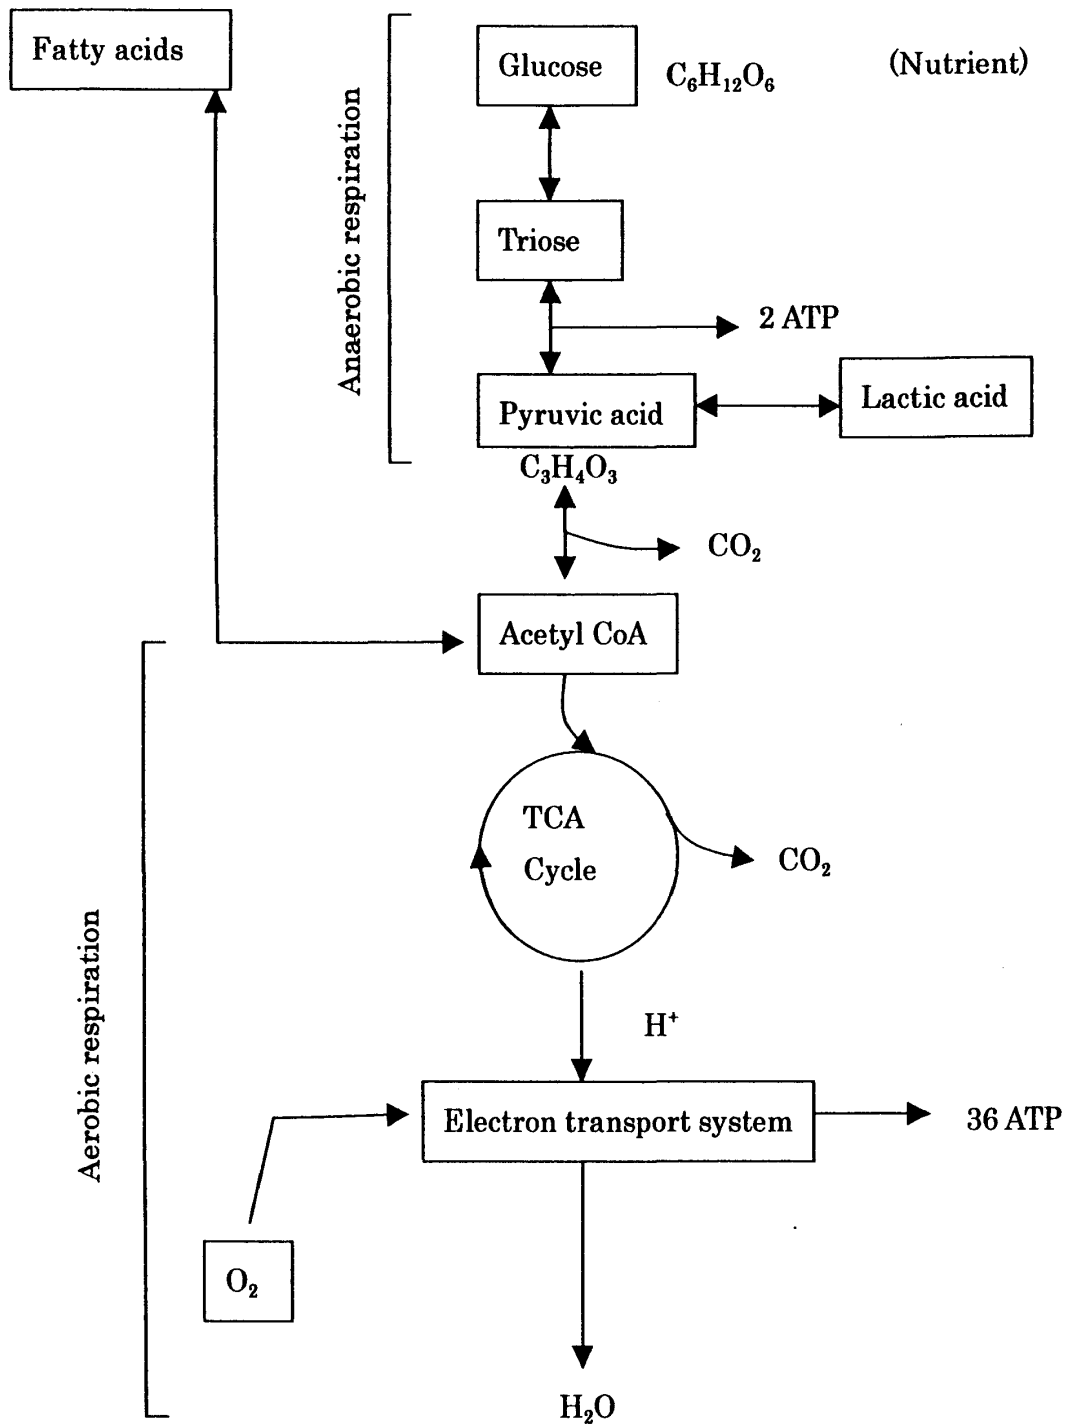 Fatty acids
Glucose
C₆H₁₂O₆
(Nutrient)
Anaerobic respiration
Triose
2 ATP
Pyruvic acid
Lactic acid
C₃H₄O₃
CO₂
Acetyl CoA
TCA
Cycle
CO₂
Aerobic respiration
H⁺
Electron transport system
36 ATP
O₂
H₂O